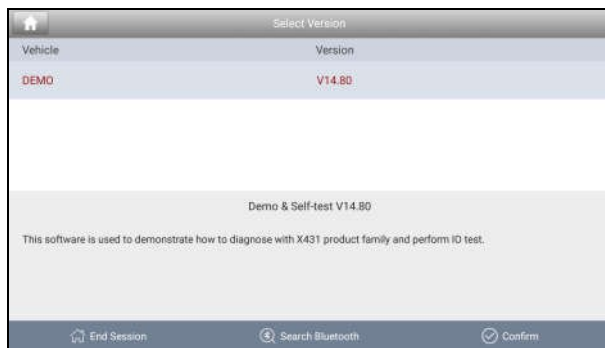 Select Version
Vehicle Version
DEMO V14.80
Demo & Self-test V14.80
This software is used to demonstrate how to diagnose with X431 product family and perform IO test.
End Session Search Bluetooth Confirm